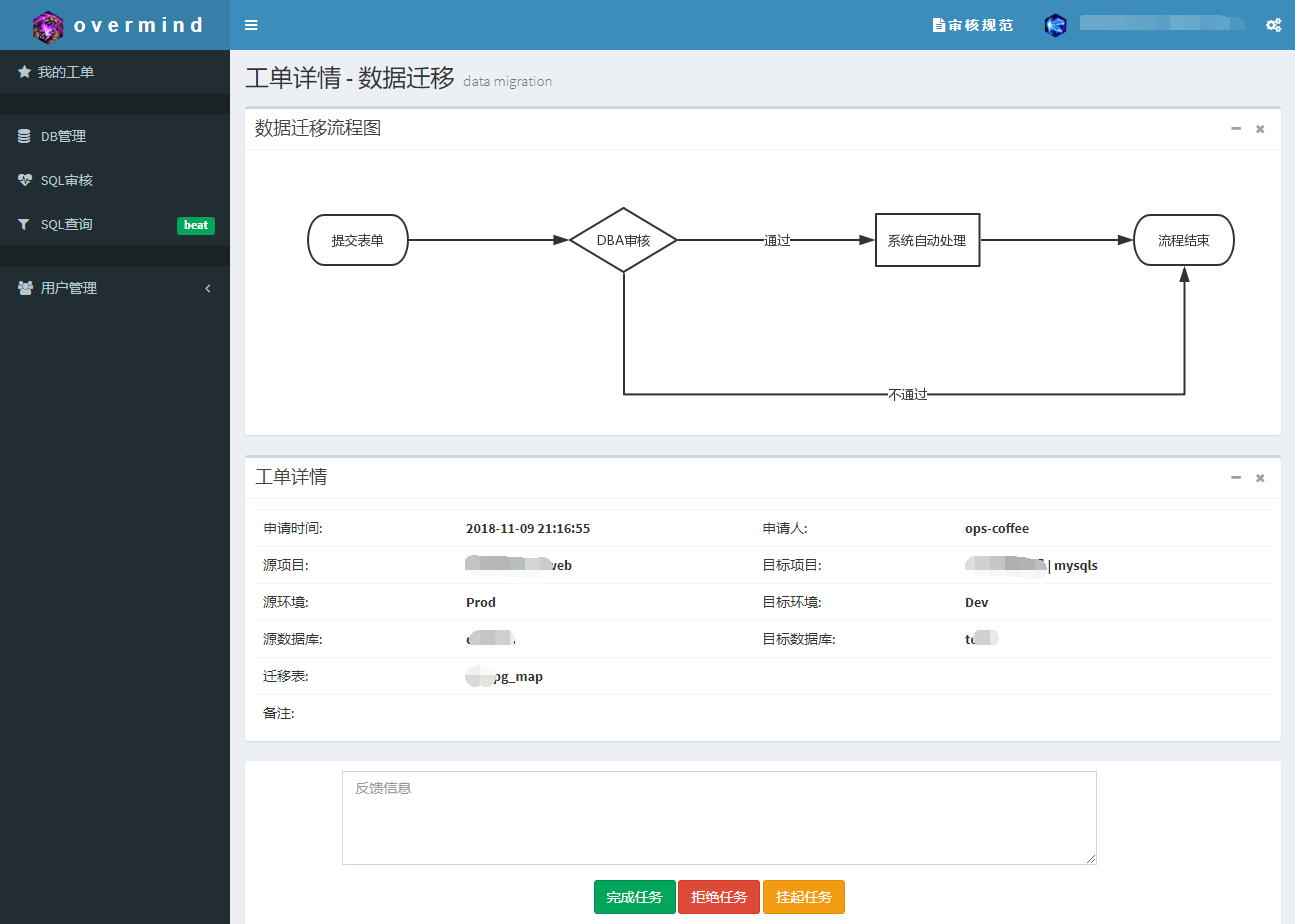 overmind
审核规范
我的工单
DB管理
SQL审核
SQL查询 beat
用户管理
工单详情 - 数据迁移 data migration
数据迁移流程图
提交表单
DBA审核
通过
系统自动处理
流程结束
不通过
工单详情
申请时间: 2018-11-09 21:16:55 申请人: ops-coffee
源项目: 目标项目: | mysqls
源环境: Prod 目标环境: Dev
源数据库: 目标数据库:
迁移表: pg_map
备注:
反馈信息
完成任务 拒绝任务 挂起任务